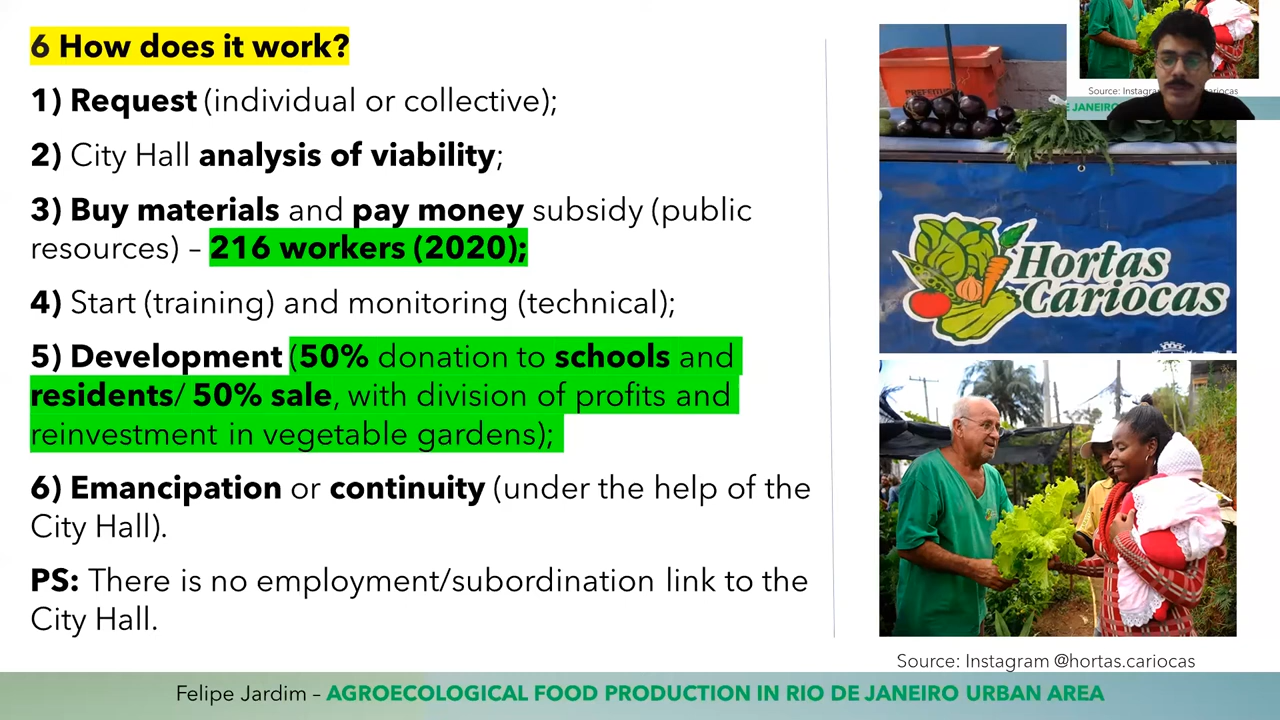 6 How does it work?
1) Request (individual or collective);
2) City Hall analysis of viability;
3) Buy materials and pay money subsidy (public
resources) – 216 workers (2020);
4) Start (training) and monitoring (technical);
5) Development (50% donation to schools and
residents/ 50% sale, with division of profits and
reinvestment in vegetable gardens);
6) Emancipation or continuity (under the help of the
City Hall).
PS: There is no employment/subordination link to the
City Hall.
Source: Instagram
DE JANEIRO
Hortas
Cariocas
Source: Instagram @hortas.cariocas
Felipe Jardim – AGROECOLOGICAL FOOD PRODUCTION IN RIO DE JANEIRO URBAN AREA